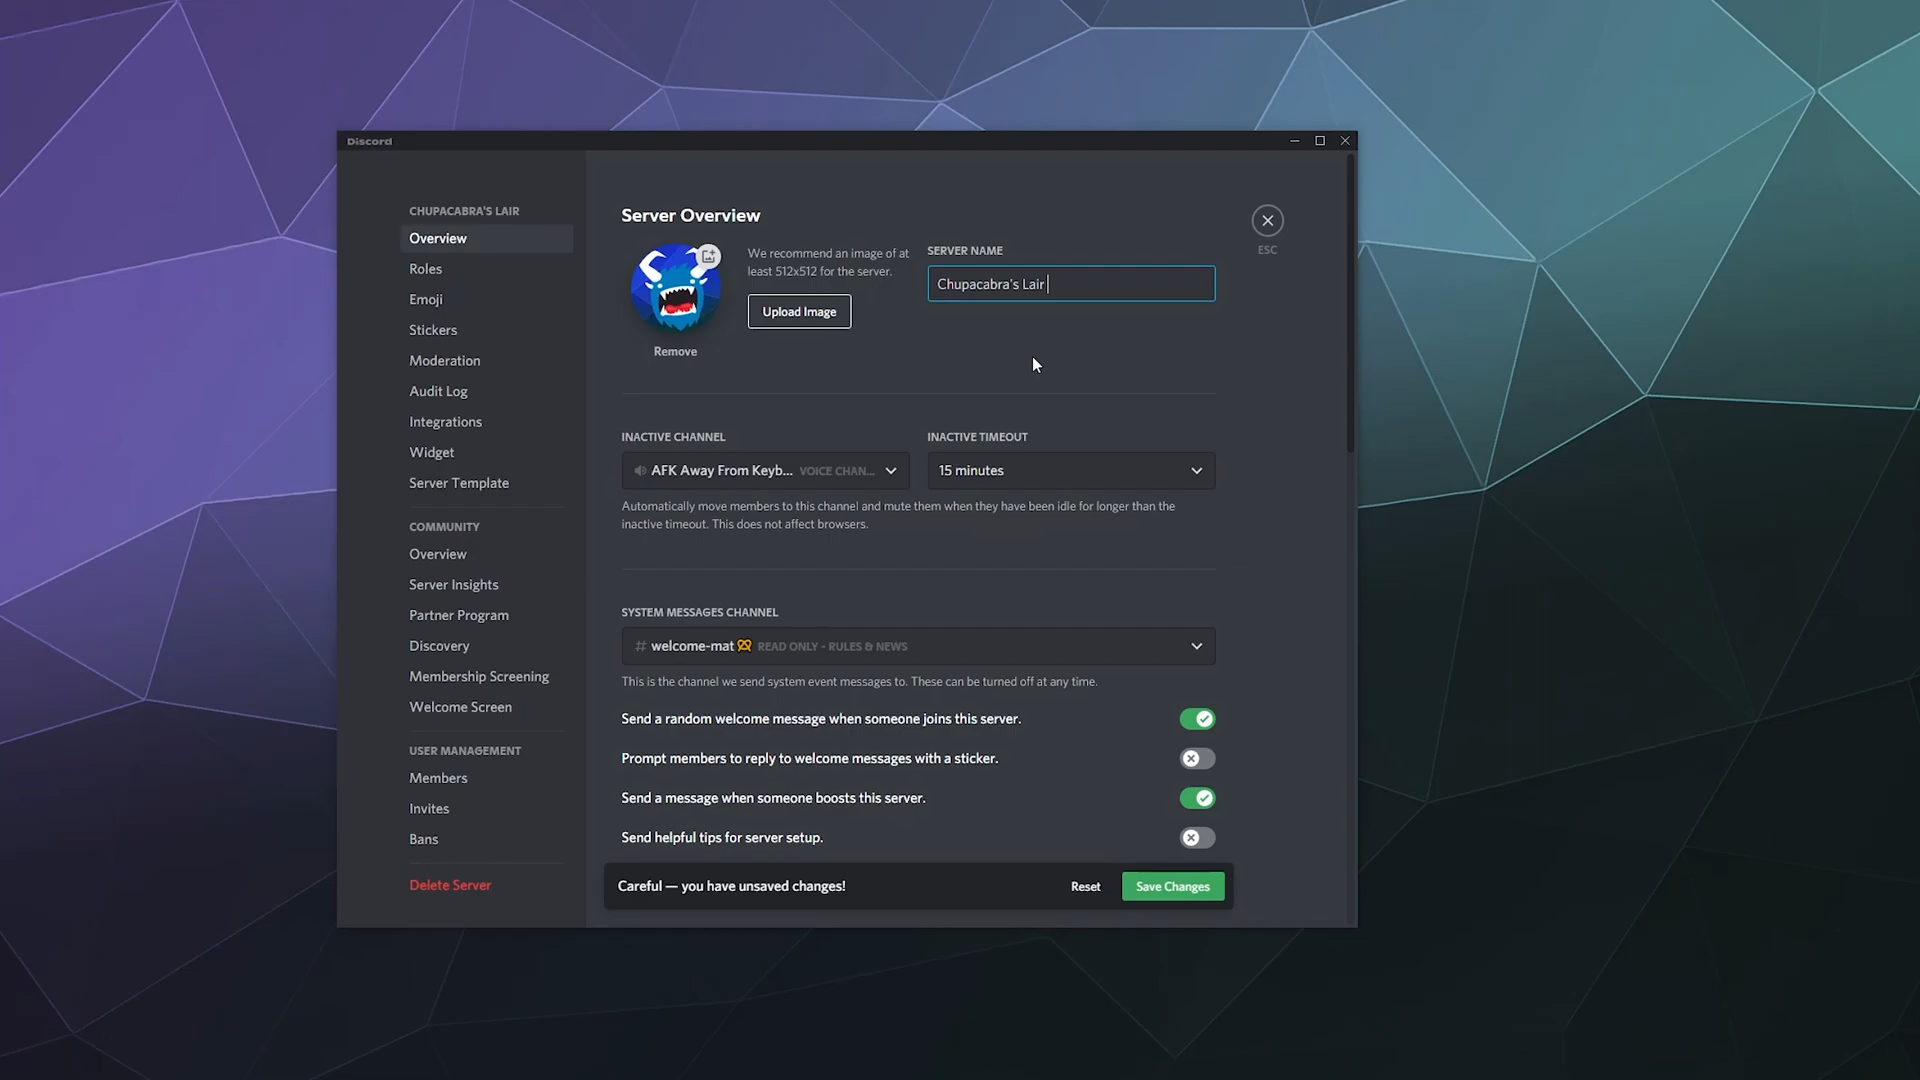 Discord
CHUPACABRA'S LAIR
Overview
Roles
Emoji
Stickers
Moderation
Audit Log
Integrations
Widget
Server Template
COMMUNITY
Overview
Server Insights
Partner Program
Discovery
Membership Screening
Welcome Screen
USER MANAGEMENT
Members
Invites
Bans
Delete Server
Server Overview
We recommend an image of at
least 512x512 for the server.
Upload Image
Remove
SERVER NAME
Chupacabra's Lair
ESC
INACTIVE CHANNEL
AFK Away From Keyb... VOICE CHAN...
INACTIVE TIMEOUT
15 minutes
Automatically move members to this channel and mute them when they have been idle for longer than the
inactive timeout. This does not affect browsers.
SYSTEM MESSAGES CHANNEL
# welcome-mat READ ONLY - RULES & NEWS
This is the channel we send system event messages to. These can be turned off at any time.
Send a random welcome message when someone joins this server.
Prompt members to reply to welcome messages with a sticker.
Send a message when someone boosts this server.
Send helpful tips for server setup.
Careful — you have unsaved changes!
Reset
Save Changes